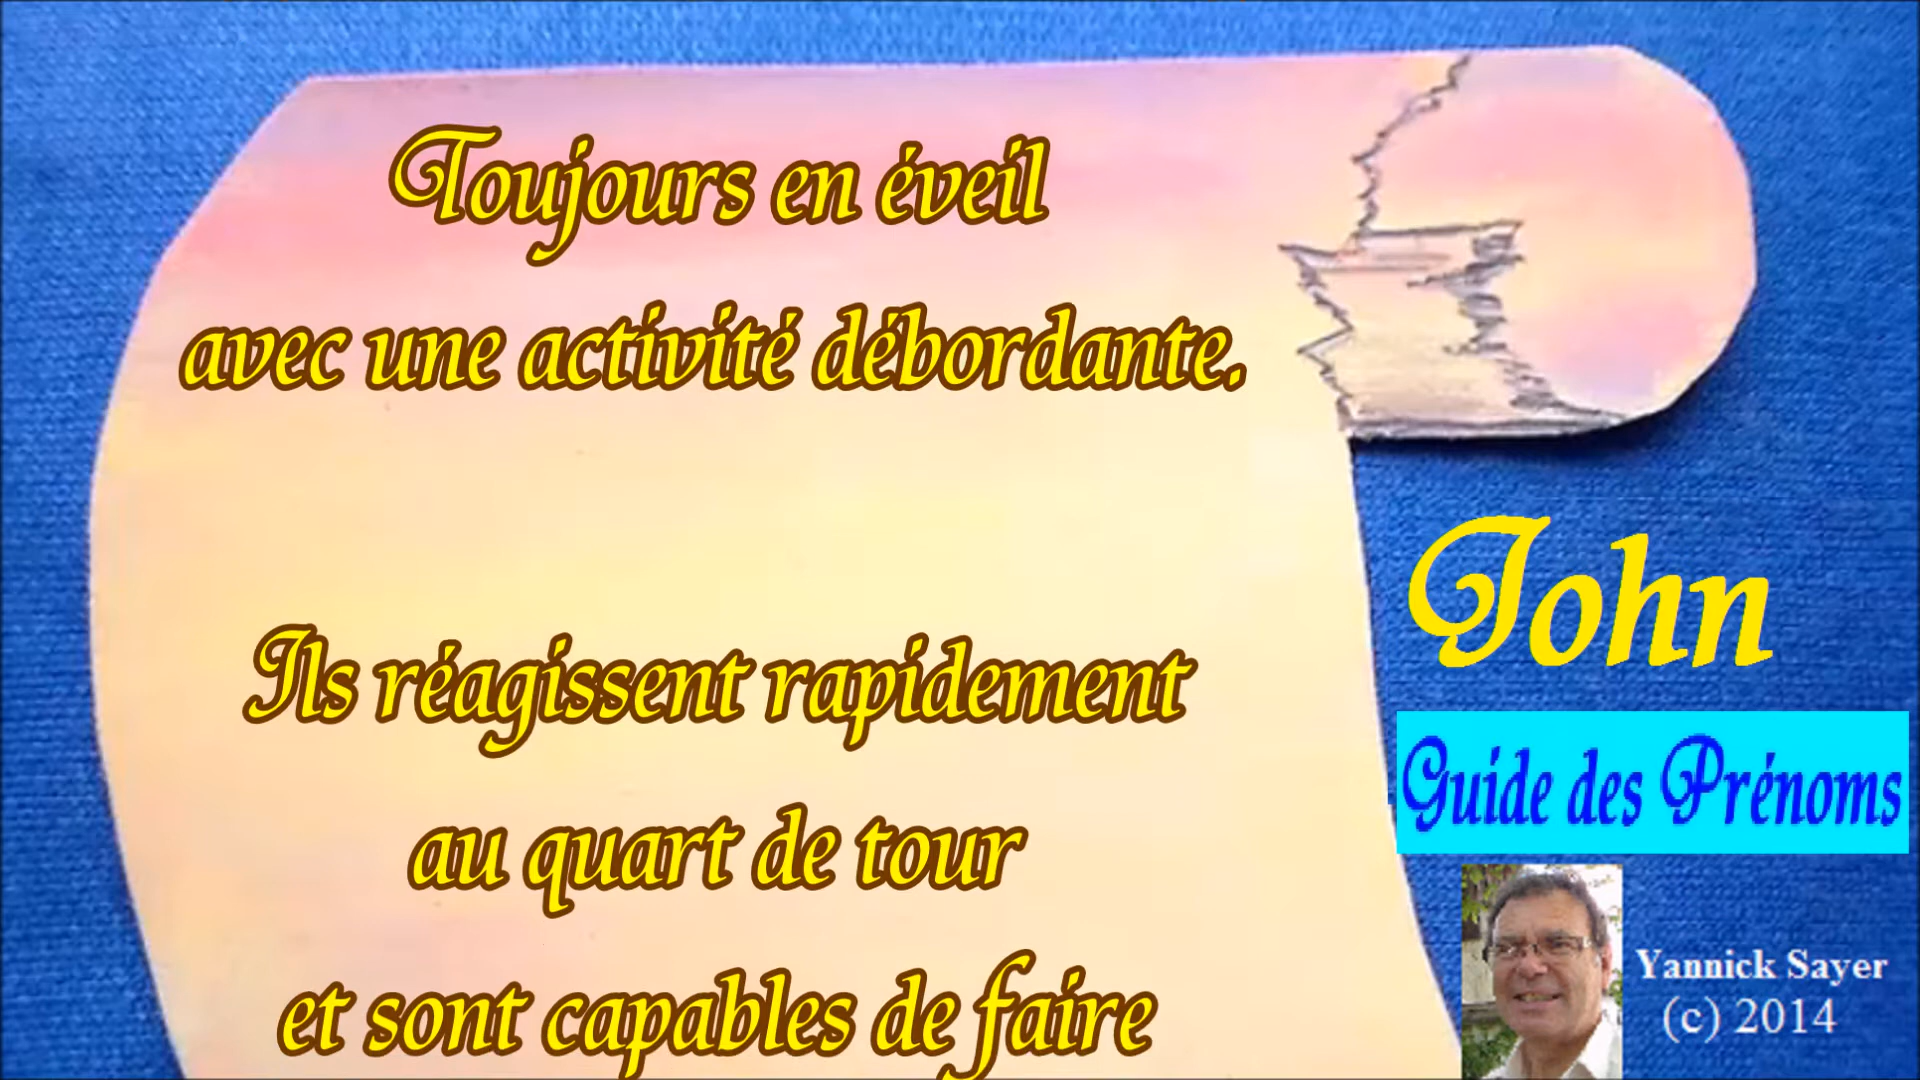 Toujours en éveil
avec une activité débordante.
Ils réagissent rapidement
au quart de tour
et sont capables de faire
John
Guide des Prénoms
Yannick Sayer
(c) 2014